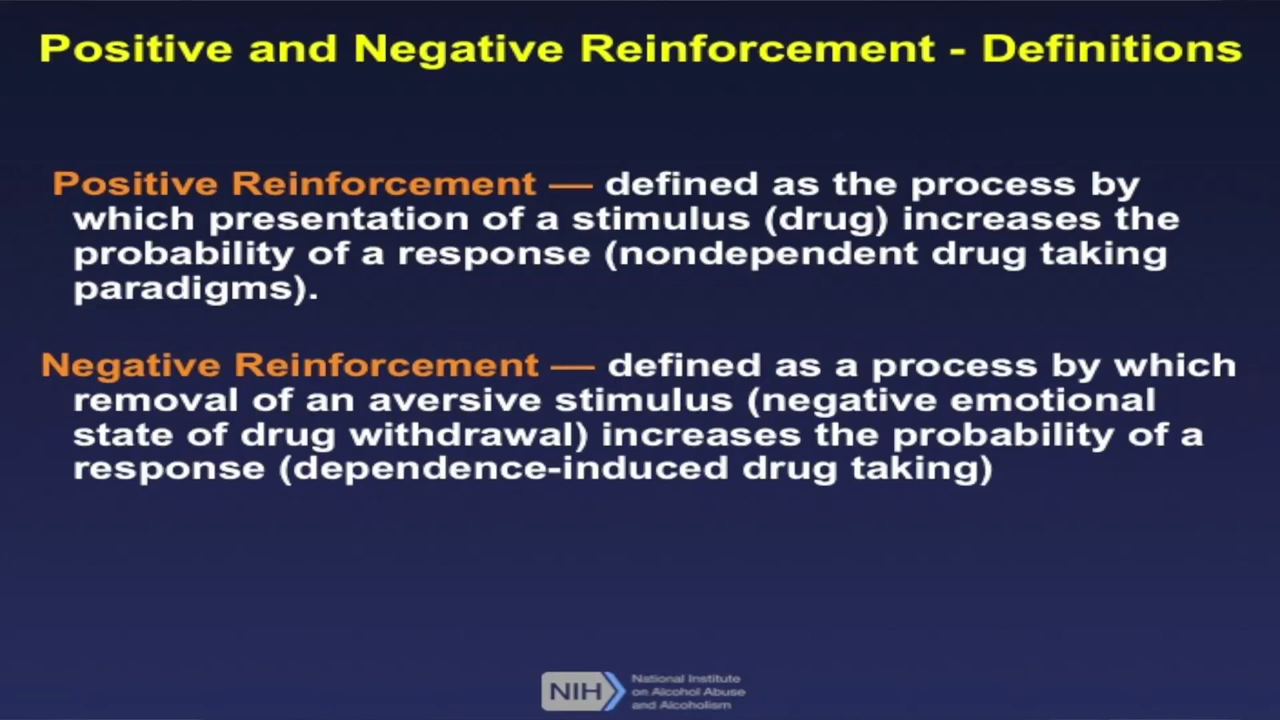 Positive and Negative Reinforcement - Definitions
Positive Reinforcement — defined as the process by
which presentation of a stimulus (drug) increases the
probability of a response (nondependent drug taking
paradigms).
Negative Reinforcement — defined as a process by which
removal of an aversive stimulus (negative emotional
state of drug withdrawal) increases the probability of a
response (dependence-induced drug taking)
NIH
National Institute
on Alcohol Abuse
and Alcoholism